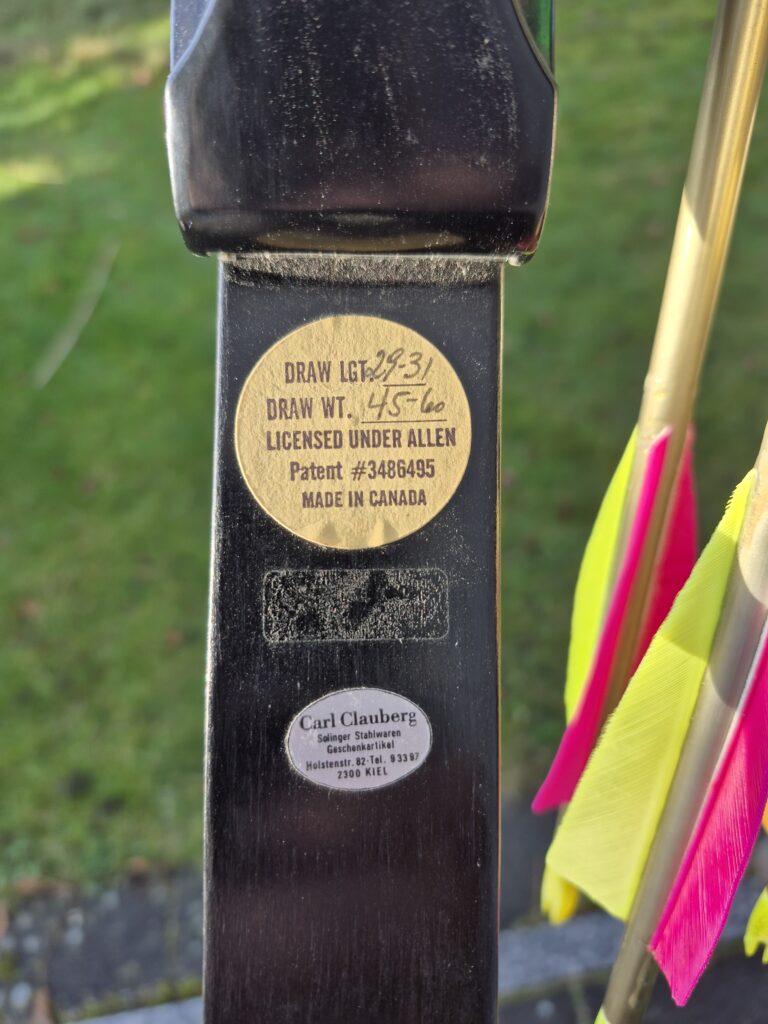 DRAW LGT. 29-31
DRAW WT. 45-60
LICENSED UNDER ALLEN
Patent #3486495
MADE IN CANADA
Carl Clauberg
Solinger Stahlwaren
Geschenkartikel
Holstenstr. 82·Tel. 93397
2300 KIEL